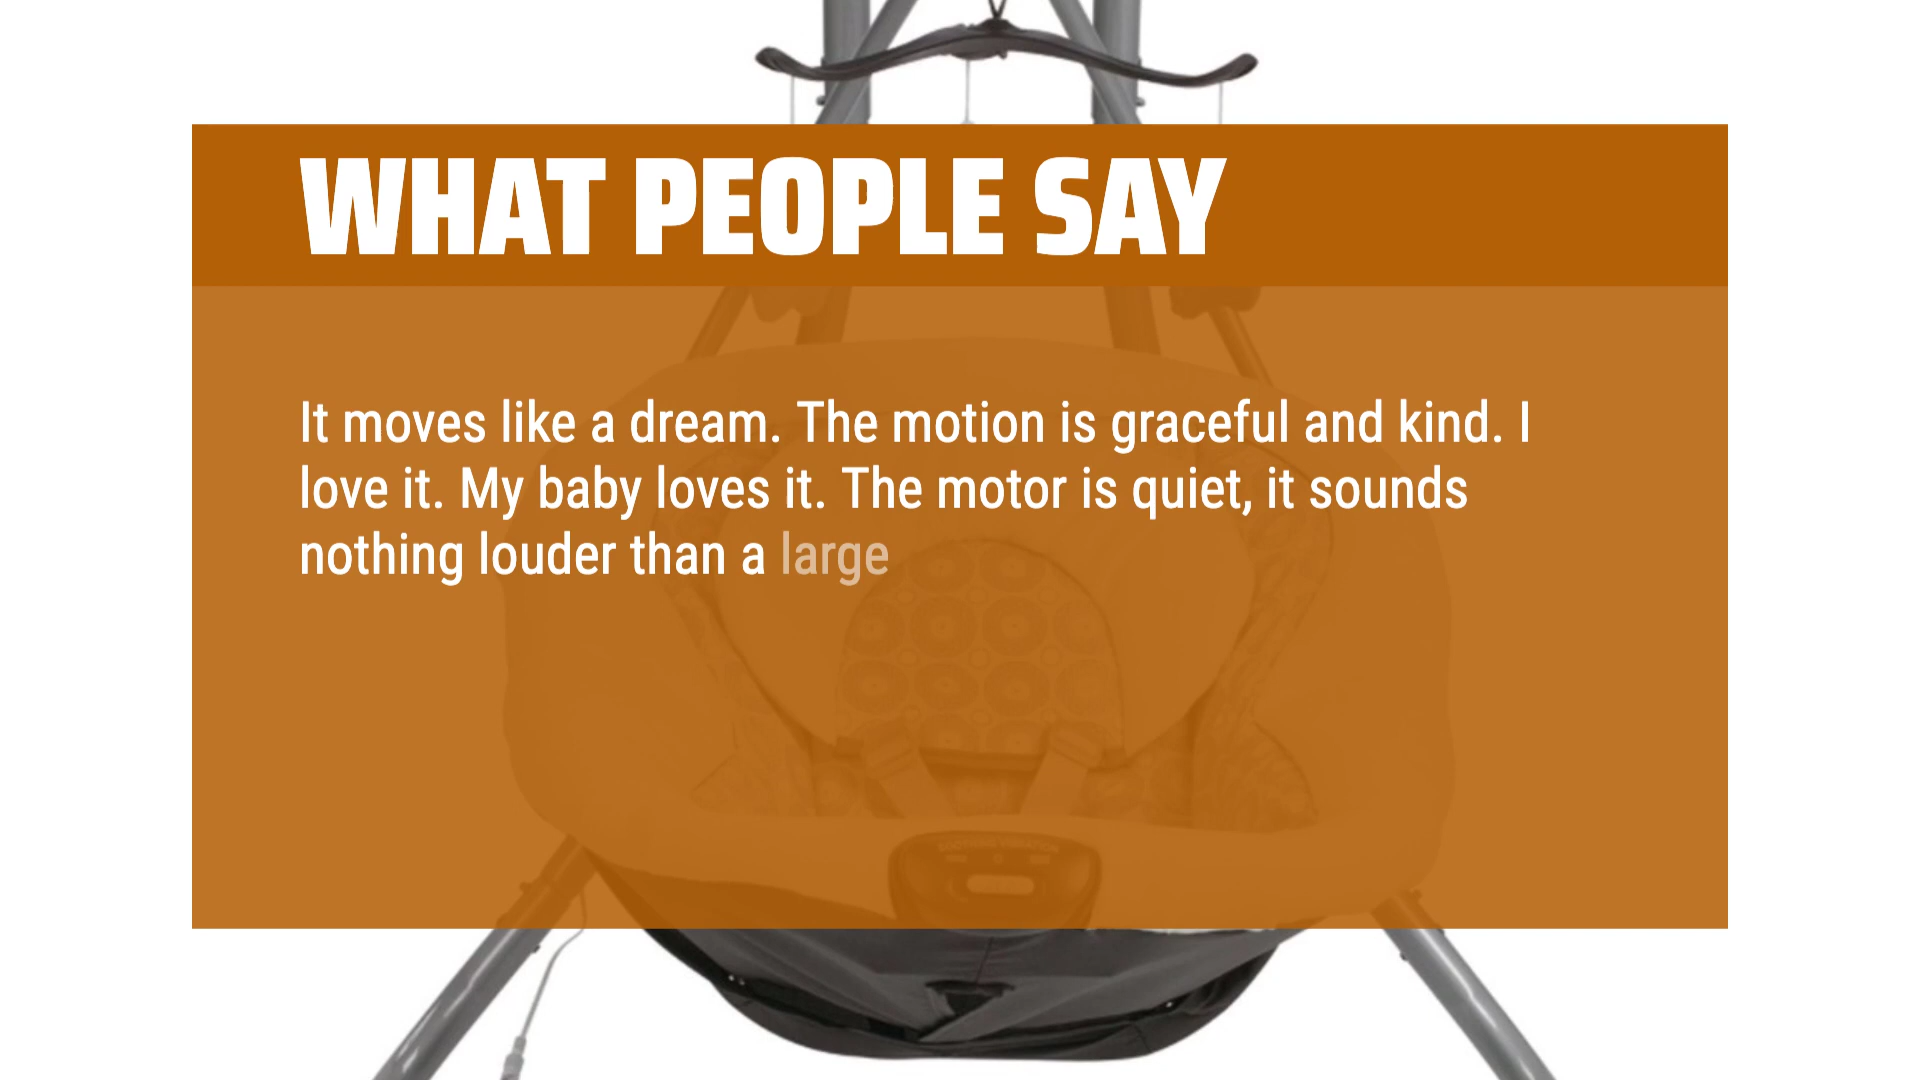 WHAT PEOPLE SAY
It moves like a dream. The motion is graceful and kind. I
love it. My baby loves it. The motor is quiet, it sounds
nothing louder than a large